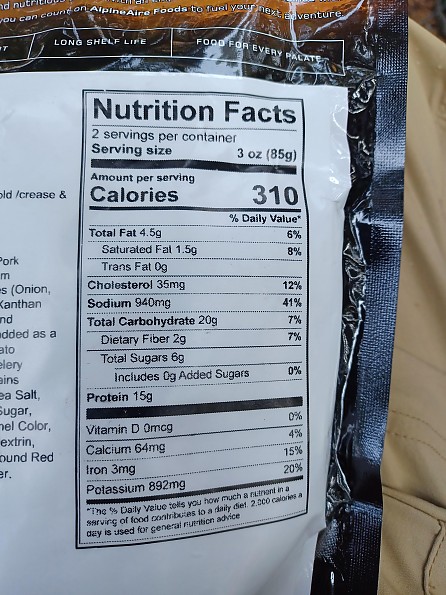 nd nutritious
you can count on AlpineAire Foods to fuel your next adventure.
LONG SHELF LIFE
FOOD FOR EVERY PALATE
Nutrition Facts
2 servings per container
Serving size 3 oz (85g)
Amount per serving
Calories 310
% Daily Value*
Total Fat 4.5g 6%
Saturated Fat 1.5g 8%
Trans Fat 0g
Cholesterol 35mg 12%
Sodium 940mg 41%
Total Carbohydrate 20g 7%
Dietary Fiber 2g 7%
Total Sugars 6g
Includes 0g Added Sugars 0%
Protein 15g
Vitamin D 0mcg 0%
Calcium 64mg 4%
Iron 3mg 15%
Potassium 892mg 20%
*The % Daily Value tells you how much a nutrient in a
serving of food contributes to a daily diet. 2,000 calories a
day is used for general nutrition advice
old /crease &
Pork
m
es (Onion,
Xanthan
nd
added as a
ato
elery
ains
ea Salt,
Sugar,
mel Color,
extrin,
ound Red
er.